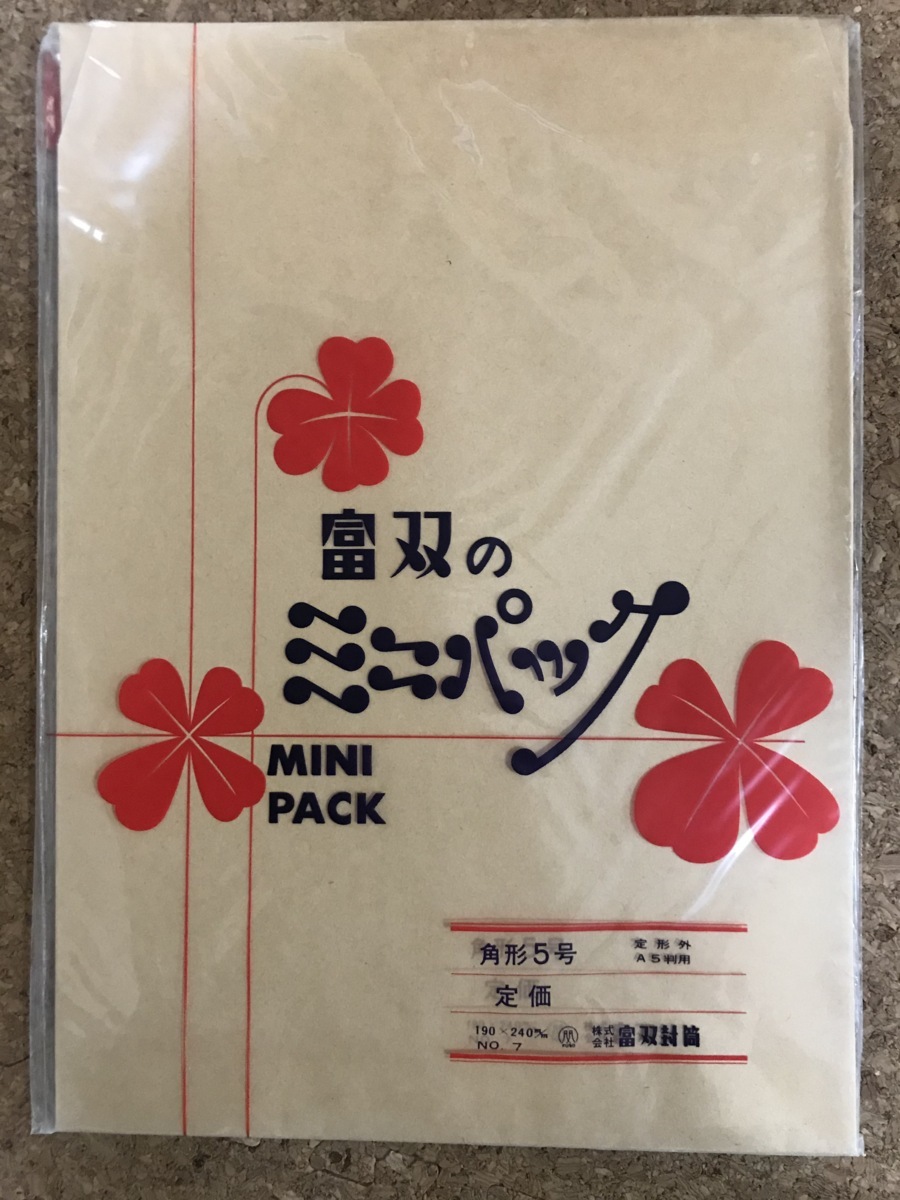 富双の
ミニパック
MINI
PACK
角形5号
定形外
A5判用
定価
190×240m/m
NO. 7
株式
会社
富双封筒